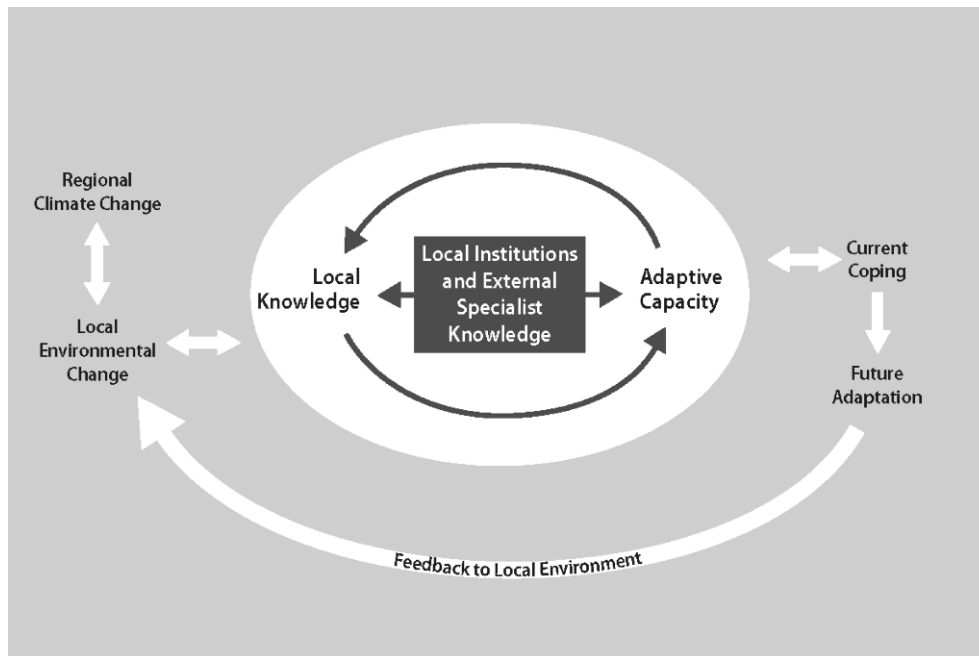 Regional
Climate Change
Local
Environmental
Change
Local
Knowledge
Local Institutions
and External
Specialist
Knowledge
Adaptive
Capacity
Current
Coping
Future
Adaptation
Feedback to Local Environment